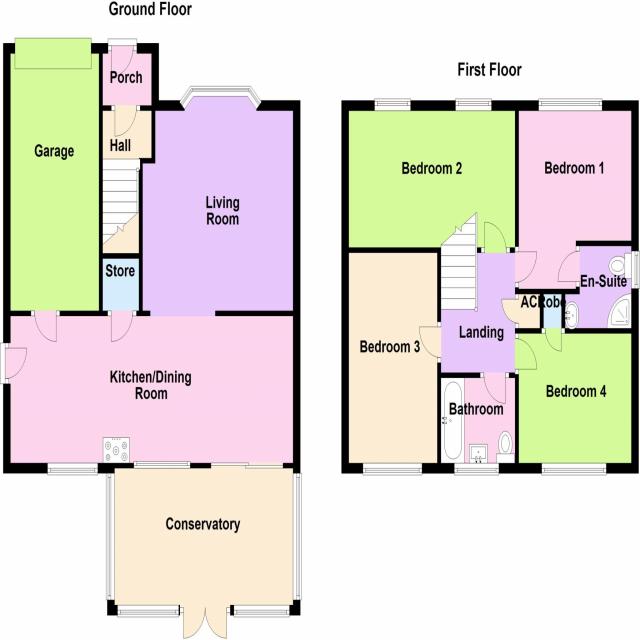 Ground Floor
Porch
Hall
Garage
Living
Room
Store
Kitchen/Dining
Room
Conservatory
First Floor
Bedroom 2
Bedroom 1
En-Suite
AC
Robe
Landing
Bedroom 3
Bedroom 4
Bathroom